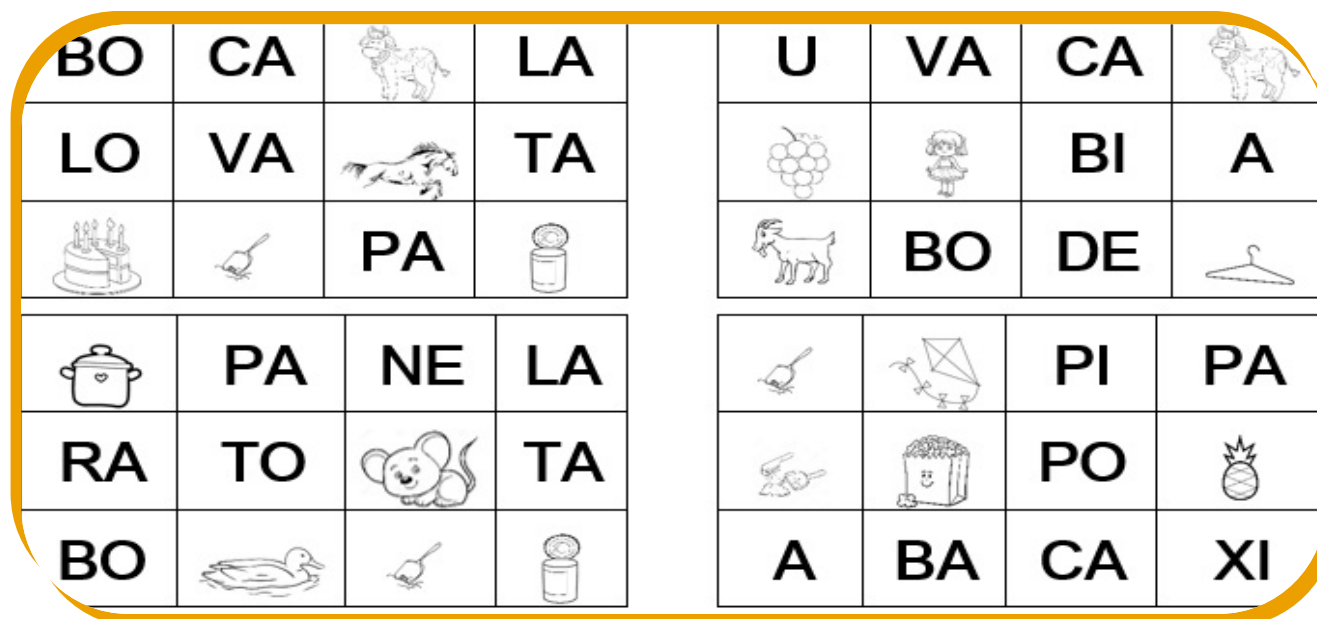 BO CA LA
LO VA TA
PA
U VA CA
BI A
BO DE
PA NE LA
RA TO TA
BO
PI PA
PO
A BA CA XI